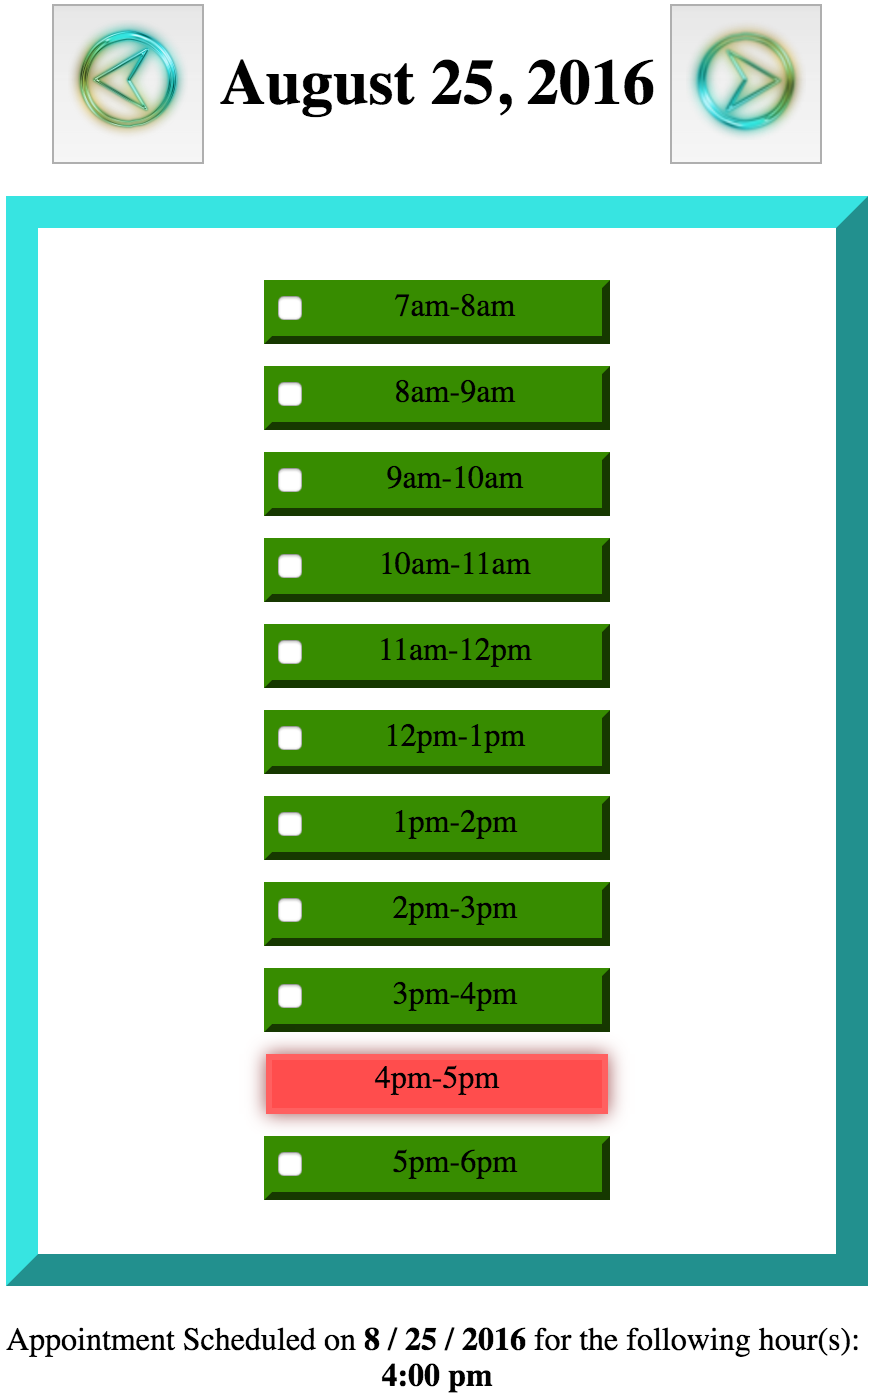 August 25, 2016
7am-8am
8am-9am
9am-10am
10am-11am
11am-12pm
12pm-1pm
1pm-2pm
2pm-3pm
3pm-4pm
4pm-5pm
5pm-6pm
Appointment Scheduled on 8 / 25 / 2016 for the following hour(s):
4:00 pm